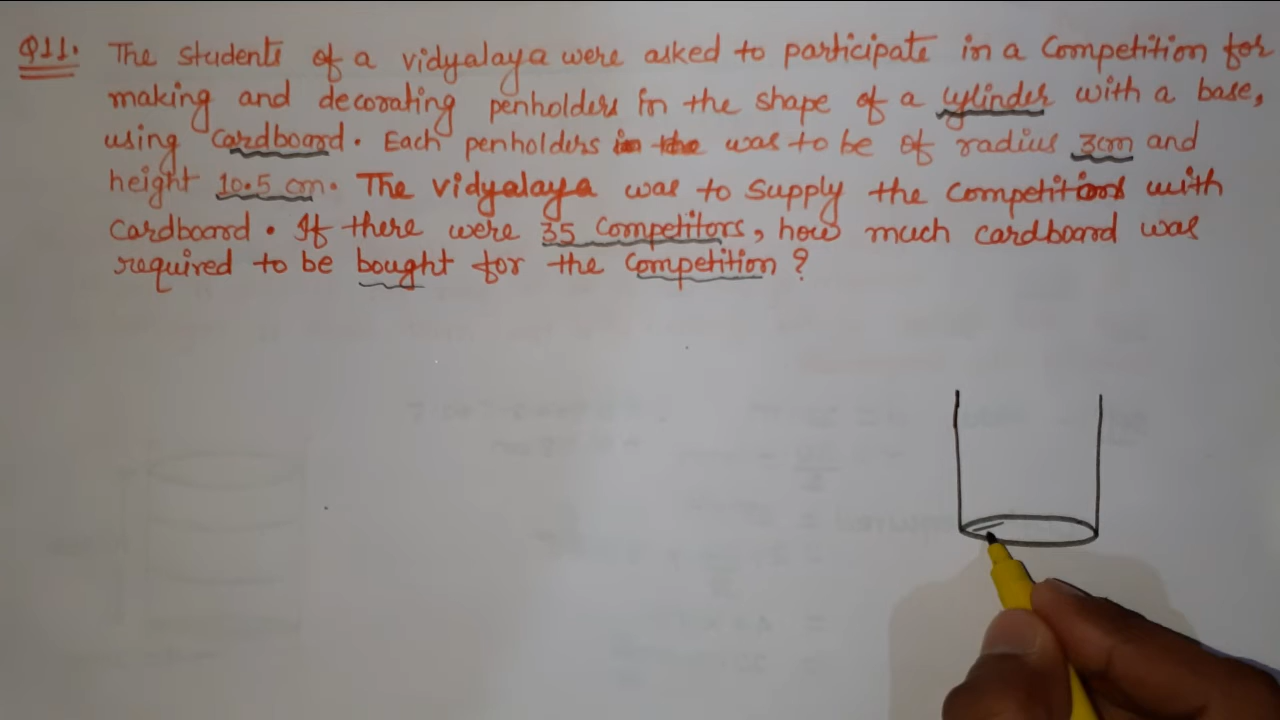 Q11. The students of a vidyalaya were asked to participate in a Competition for
making and decorating penholders in the shape of a cylinder with a base,
using cardboard. Each penholders in the was to be of radius 3cm and
height 10.5 cm. The vidyalaya was to supply the competitors with
cardboard. If there were 35 Competitors, how much cardboard was
required to be bought for the Competition?